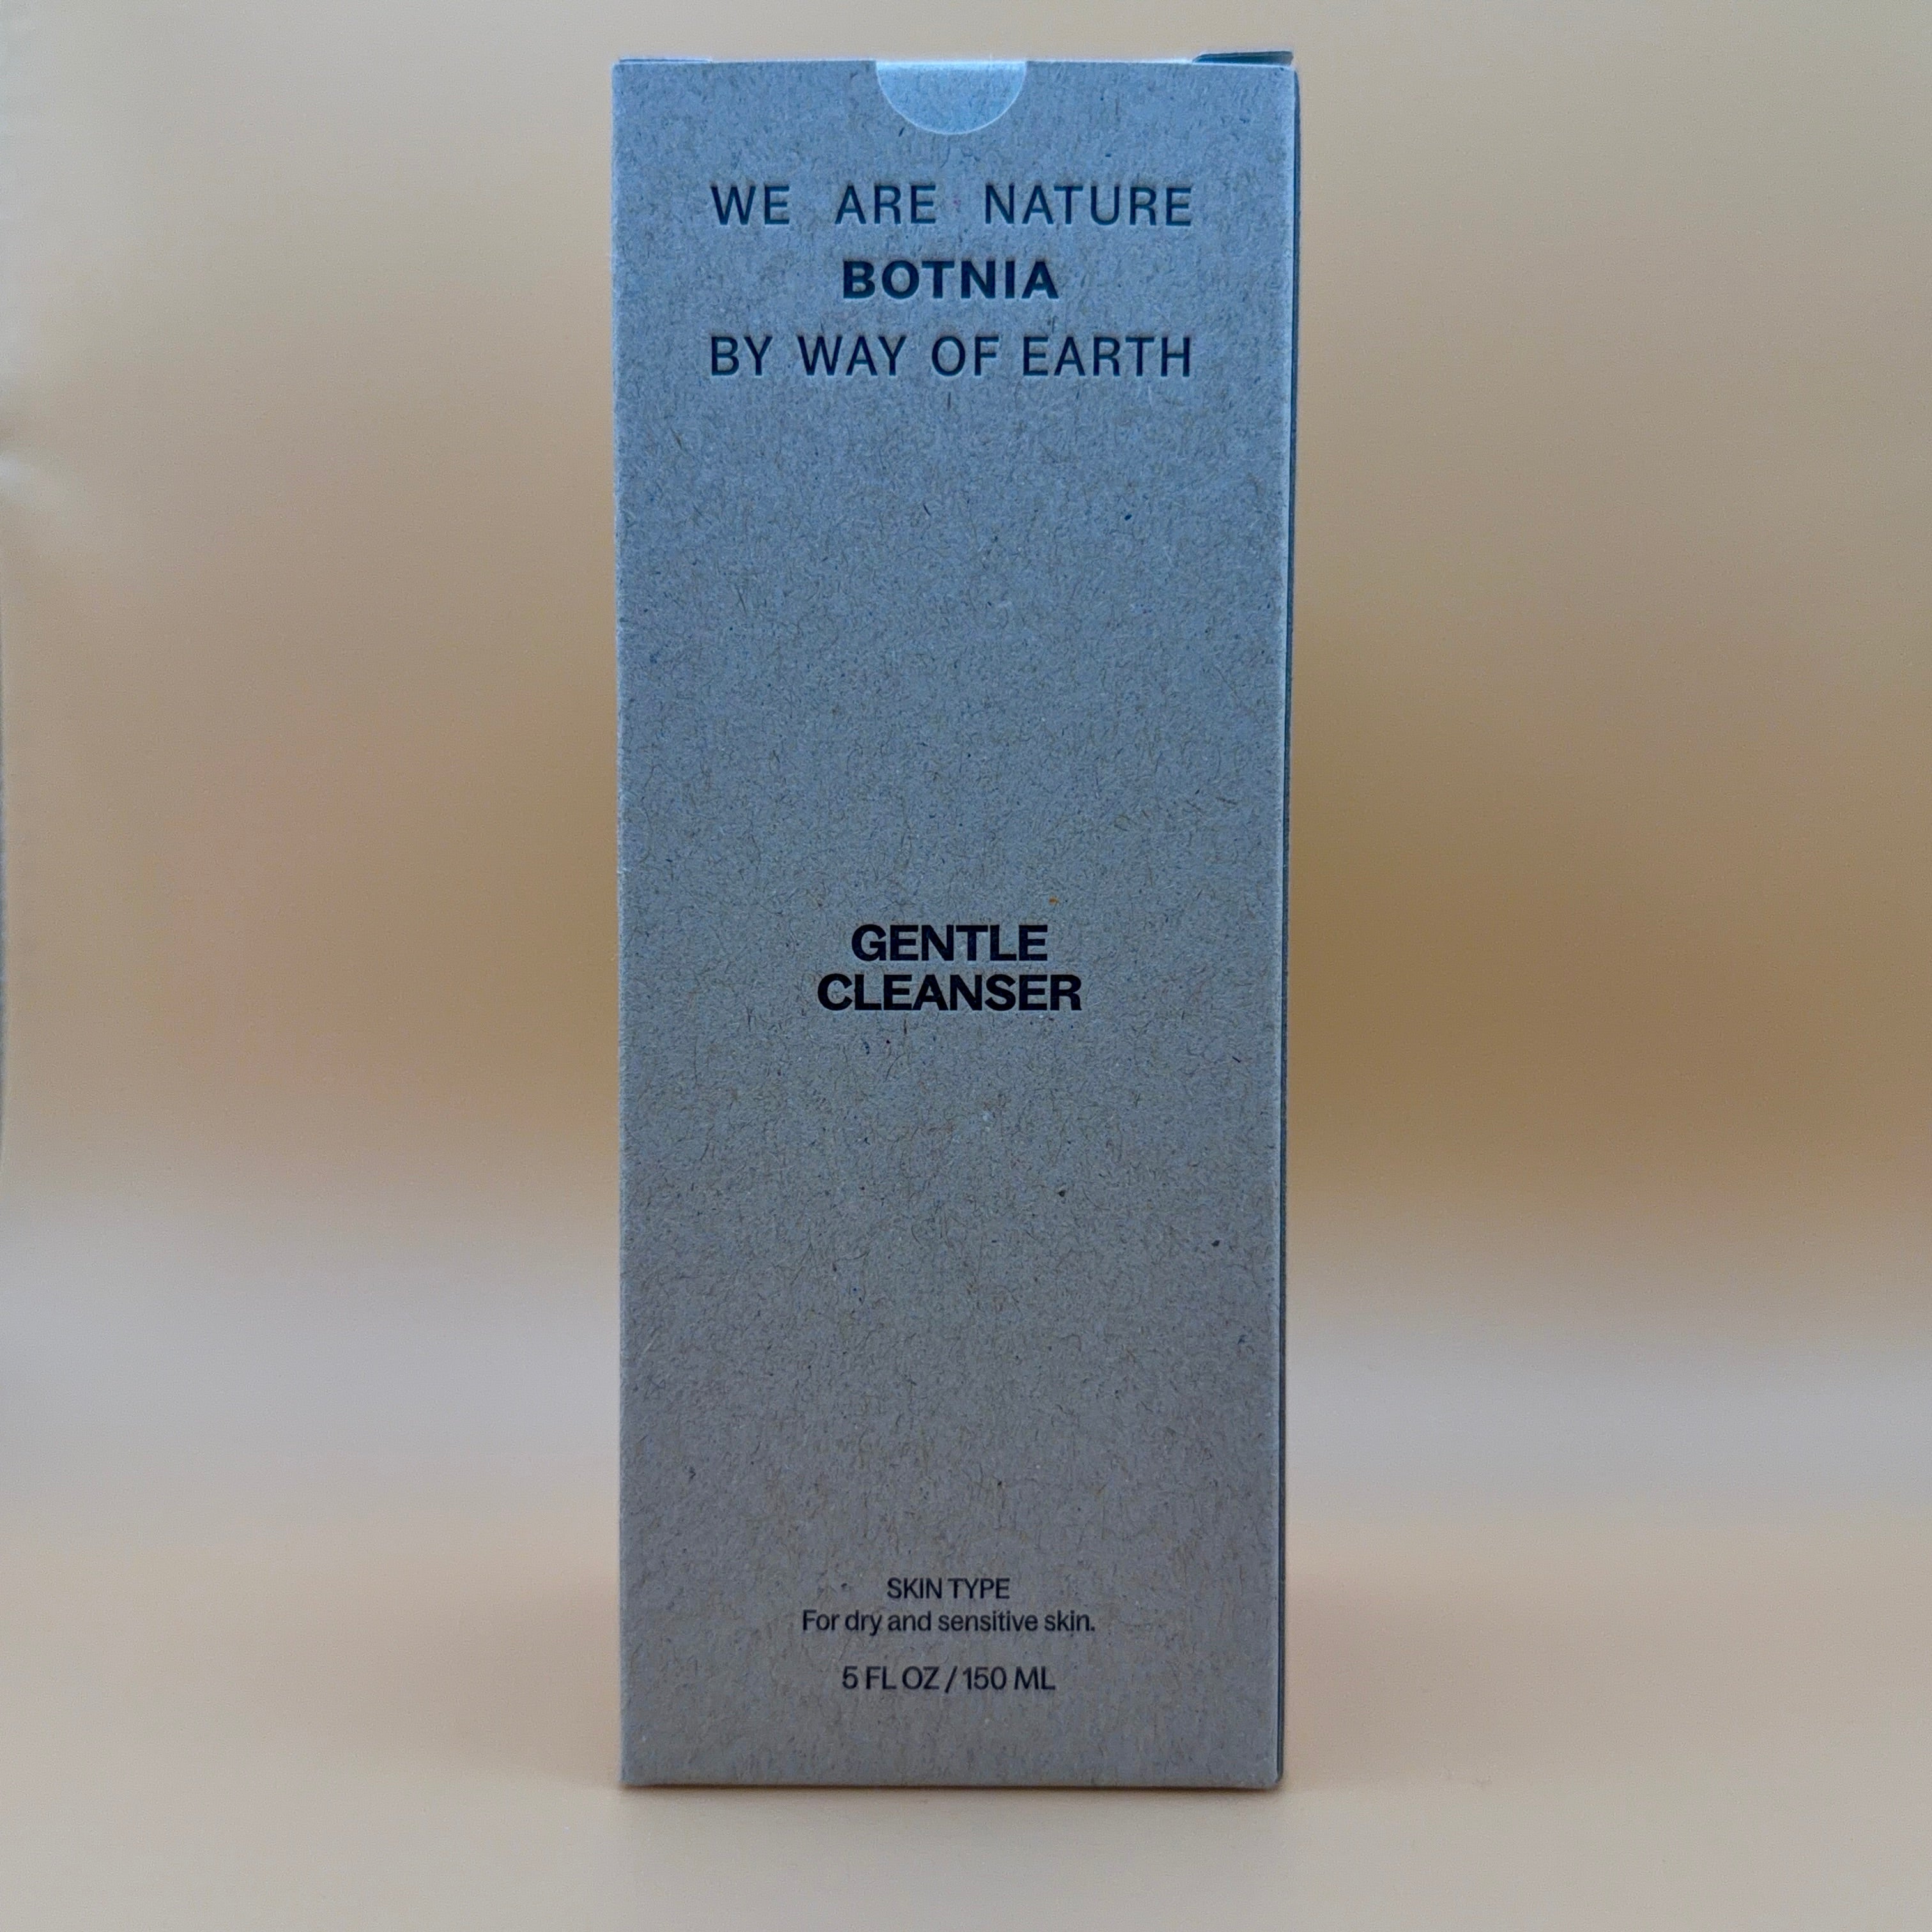 WE ARE NATURE
BOTNIA
BY WAY OF EARTH
GENTLE
CLEANSER
SKIN TYPE
For dry and sensitive skin.
5 FL OZ / 150 ML